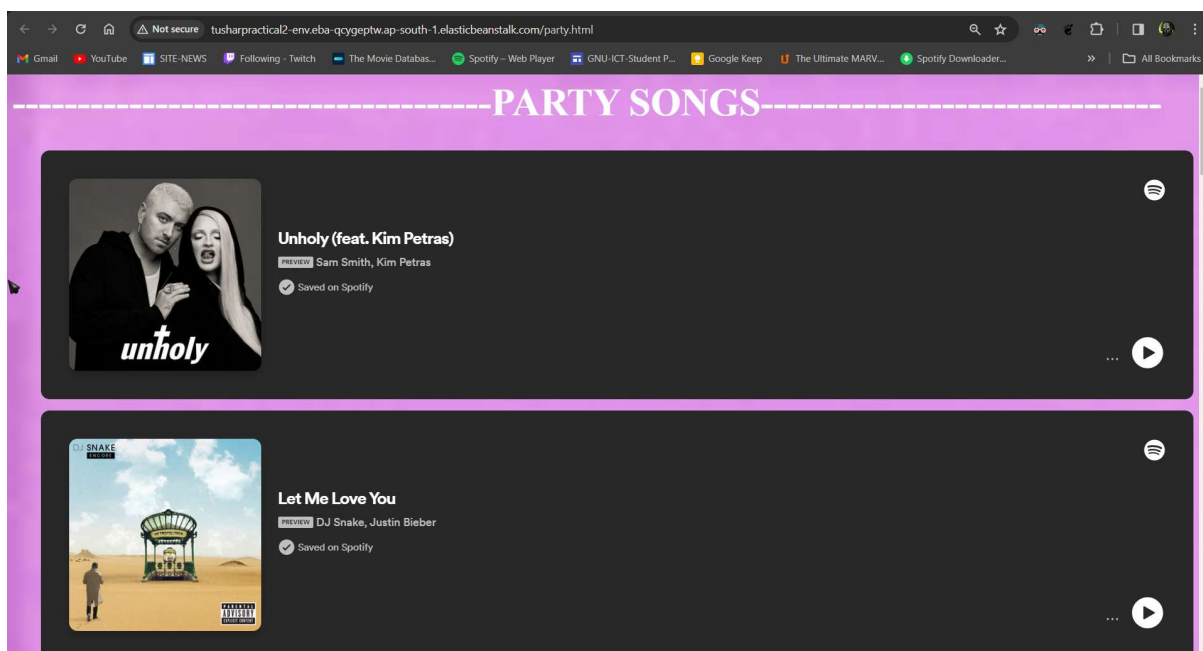 Not secure tusharpractical2-env.eba-qcygeptw.ap-south-1.elasticbeanstalk.com/party.html
Gmail YouTube SITE-NEWS Following - Twitch The Movie Databas... Spotify – Web Player GNU-ICT-Student P... Google Keep The Ultimate MARV... Spotify Downloader... » All Bookmarks
-------------------------------------PARTY SONGS-------------------------------
unholy
Unholy (feat. Kim Petras)
PREVIEW Sam Smith, Kim Petras
Saved on Spotify
...
DJ SNAKE
ENCORE
PARENTAL
ADVISORY
EXPLICIT CONTENT
Let Me Love You
PREVIEW DJ Snake, Justin Bieber
Saved on Spotify
...